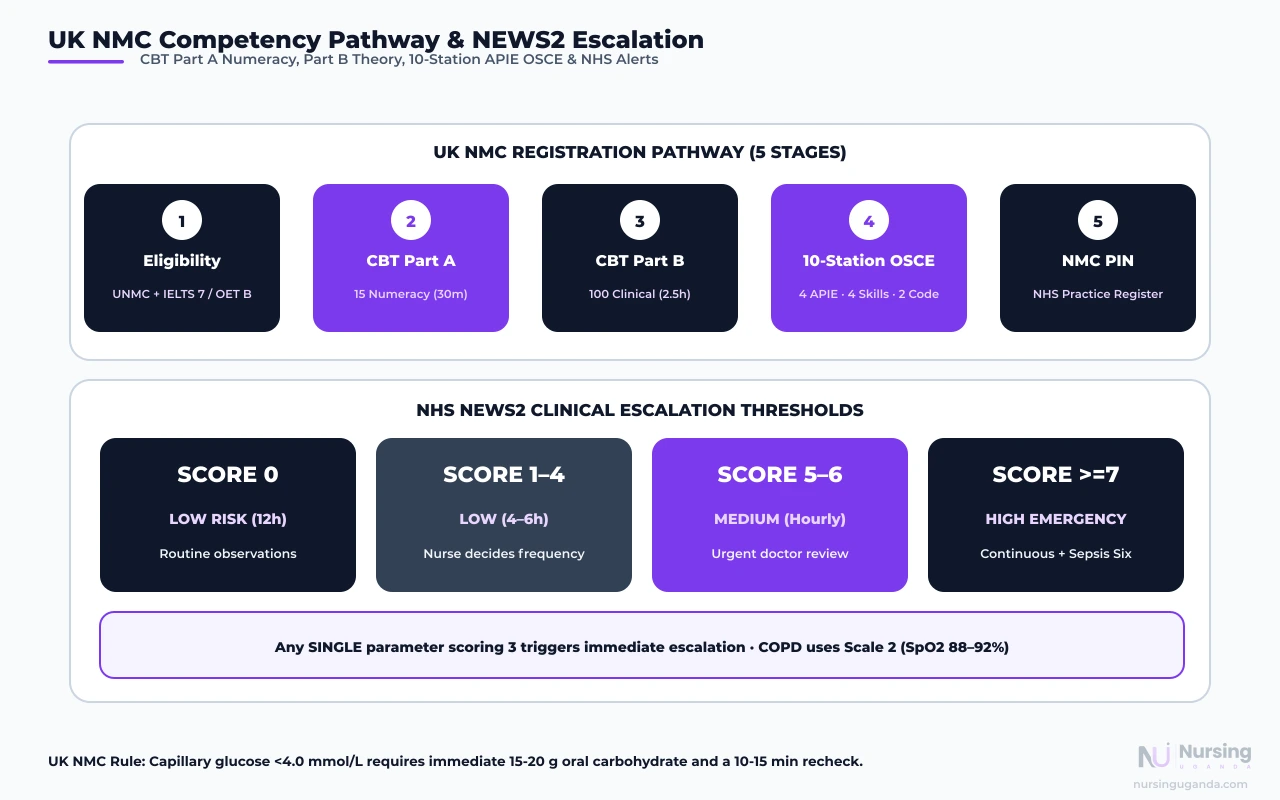 UK NMC Competency Pathway & NEWS2 Escalation
CBT Part A Numeracy, Part B Theory, 10-Station APIE OSCE & NHS Alerts
UK NMC REGISTRATION PATHWAY (5 STAGES)
1
Eligibility
UNMC + IELTS 7 / OET B
2
CBT Part A
15 Numeracy (30m)
3
CBT Part B
100 Clinical (2.5h)
4
10-Station OSCE
4 APIE · 4 Skills · 2 Code
5
NMC PIN
NHS Practice Register
NHS NEWS2 CLINICAL ESCALATION THRESHOLDS
SCORE 0
LOW RISK (12h)
Routine observations
SCORE 1–4
LOW (4–6h)
Nurse decides frequency
SCORE 5–6
MEDIUM (Hourly)
Urgent doctor review
SCORE >=7
HIGH EMERGENCY
Continuous + Sepsis Six
Any SINGLE parameter scoring 3 triggers immediate escalation · COPD uses Scale 2 (SpO2 88–92%)
UK NMC Rule: Capillary glucose <4.0 mmol/L requires immediate 15-20 g oral carbohydrate and a 10-15 min recheck.
NU Nursing
UGANDA
nursinguganda.com